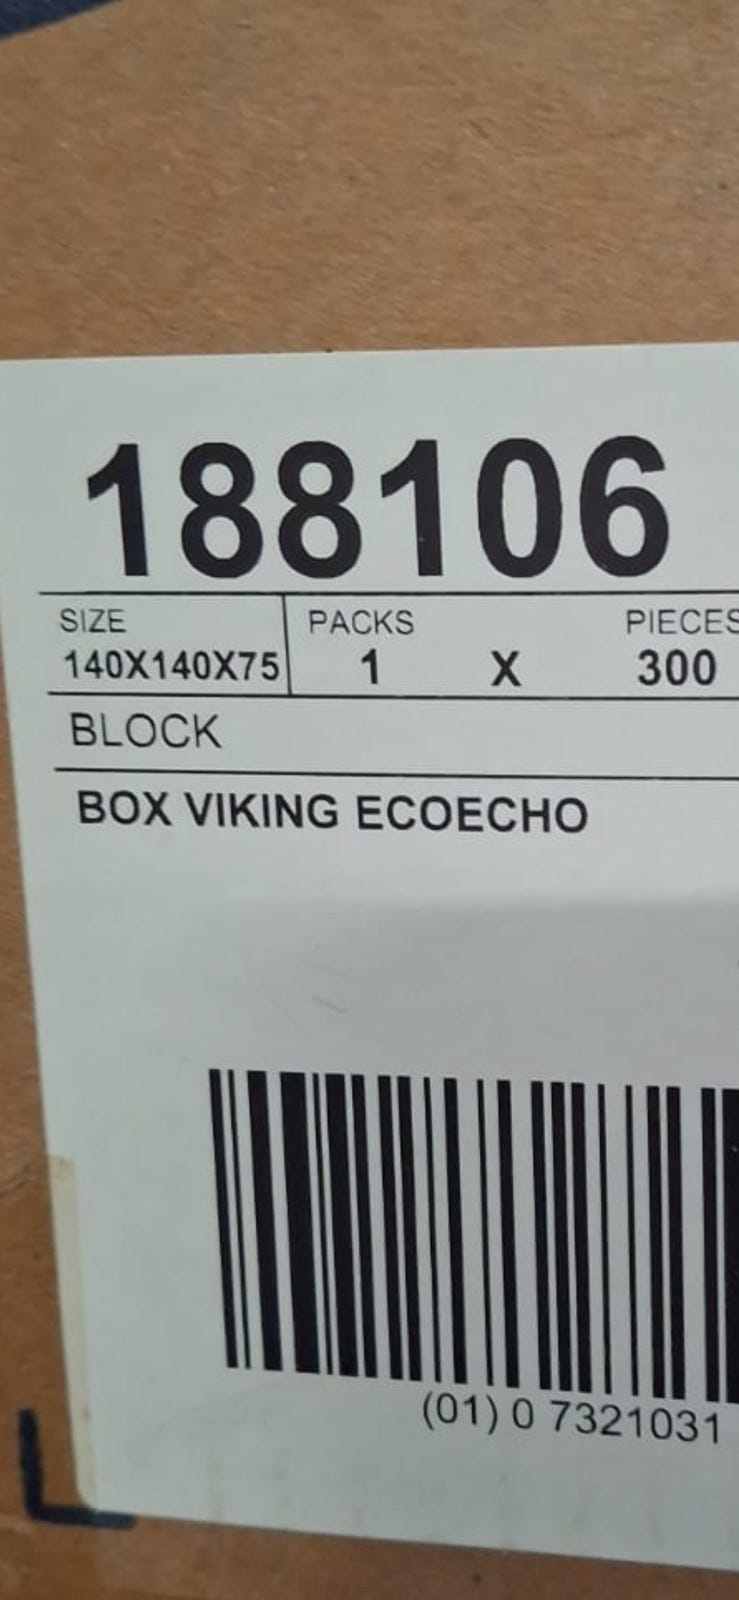 188106
SIZE PACKS PIECES
140X140X75 1 X 300
BLOCK
BOX VIKING ECOECHO
(01) 0 7321031